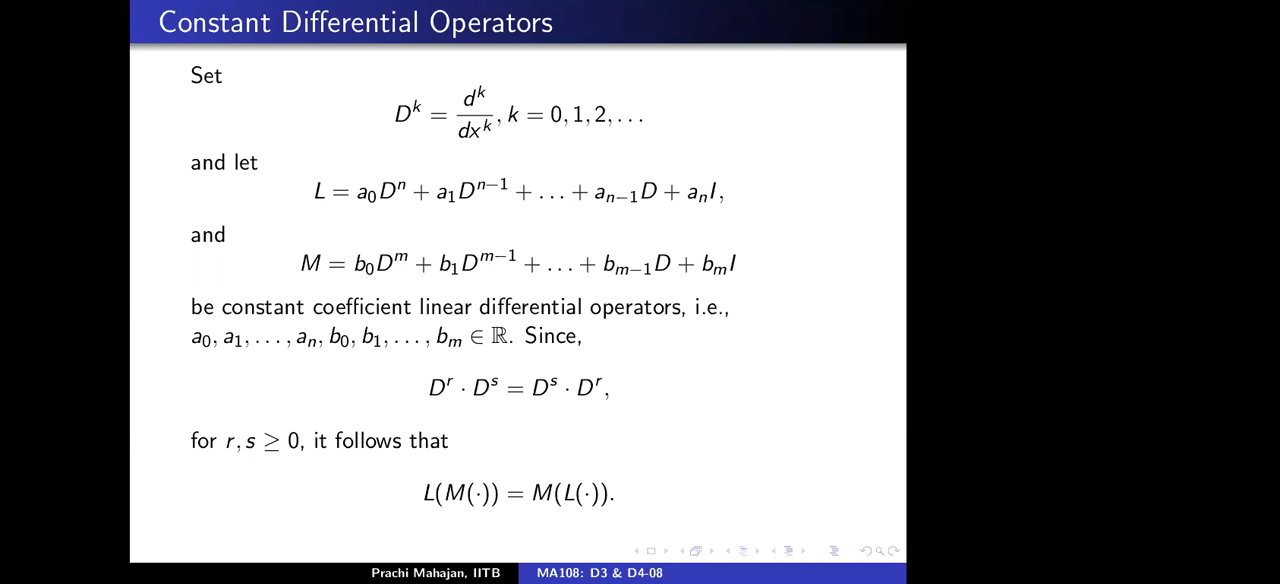 Constant Differential Operators
Set
D^k = d^k/dx^k, k = 0, 1, 2, ...
and let
L = a_0D^n + a_1D^{n−1} + ... + a_{n−1}D + a_nI,
and
M = b_0D^m + b_1D^{m−1} + ... + b_{m−1}D + b_mI
be constant coefficient linear differential operators, i.e.,
a_0, a_1, ..., a_n, b_0, b_1, ..., b_m ∈ ℝ. Since,
D^r · D^s = D^s · D^r,
for r, s ≥ 0, it follows that
L(M(·)) = M(L(·)).
Prachi Mahajan, IITB
MA108: D3 & D4-08